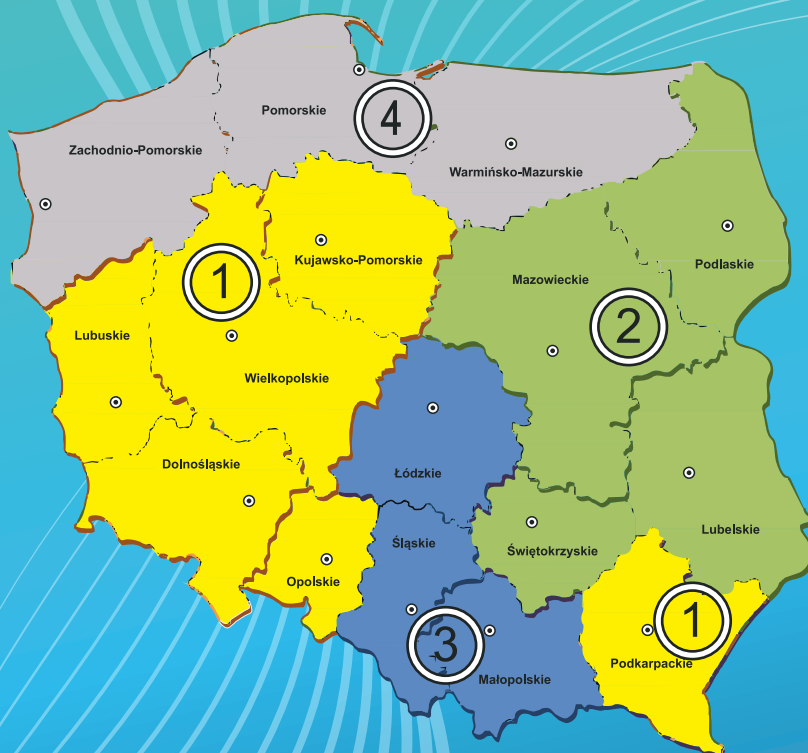 Pomorskie
4
Zachodnio-Pomorskie
Warmińsko-Mazurskie
Kujawsko-Pomorskie
Podlaskie
1
Mazowieckie
2
Lubuskie
Wielkopolskie
Dolnośląskie
Łódzkie
Lubelskie
Śląskie
Świętokrzyskie
Opolskie
1
3
Podkarpackie
Małopolskie